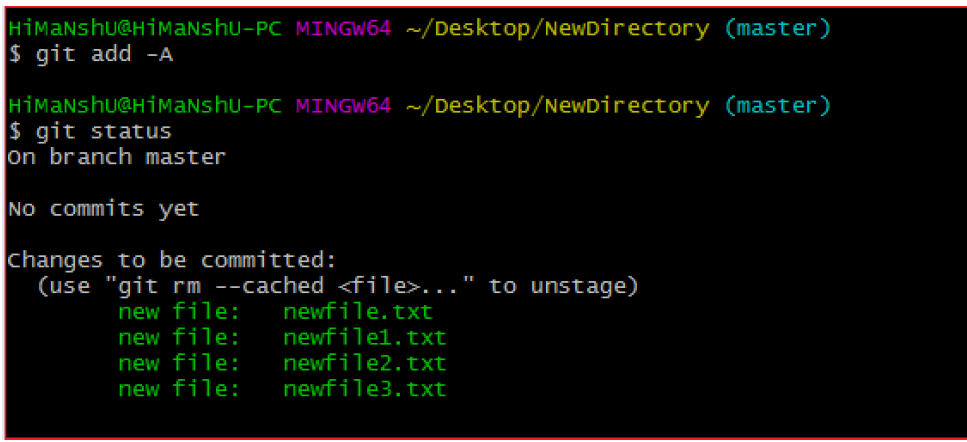 HiMaNshU@HiMaNshU-PC MINGW64 ~/Desktop/NewDirectory (master)
$ git add -A
HiMaNshU@HiMaNshU-PC MINGW64 ~/Desktop/NewDirectory (master)
$ git status
On branch master
No commits yet
Changes to be committed:
  (use "git rm --cached <file>..." to unstage)
        new file:   newfile.txt
        new file:   newfile1.txt
        new file:   newfile2.txt
        new file:   newfile3.txt